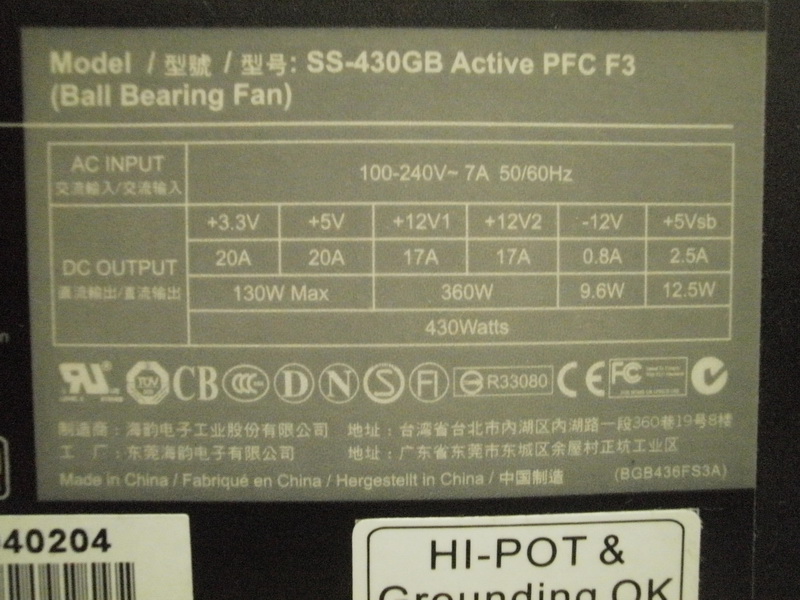 Model / 型號 / 型号: SS-430GB Active PFC F3
(Ball Bearing Fan)
AC INPUT
交流輸入/交流输入
100-240V~ 7A 50/60Hz
DC OUTPUT
直流輸出/直流输出
+3.3V +5V +12V1 +12V2 -12V +5Vsb
20A 20A 17A 17A 0.8A 2.5A
130W Max 360W 9.6W 12.5W
430Watts
TÜV CB CCC D N S FI R33080 CE FC
制造商：海韵电子工业股份有限公司 地址：台湾省台北市內湖区內湖路一段360巷19号8樓
工 厂：东莞海韵电子有限公司 地址：广东省东莞市东城区余屋村正坑工业区
Made in China / Fabriqué en China / Hergestellt in China / 中国制造 (BGB436FS3A)
40204
HI-POT &
Grounding OK